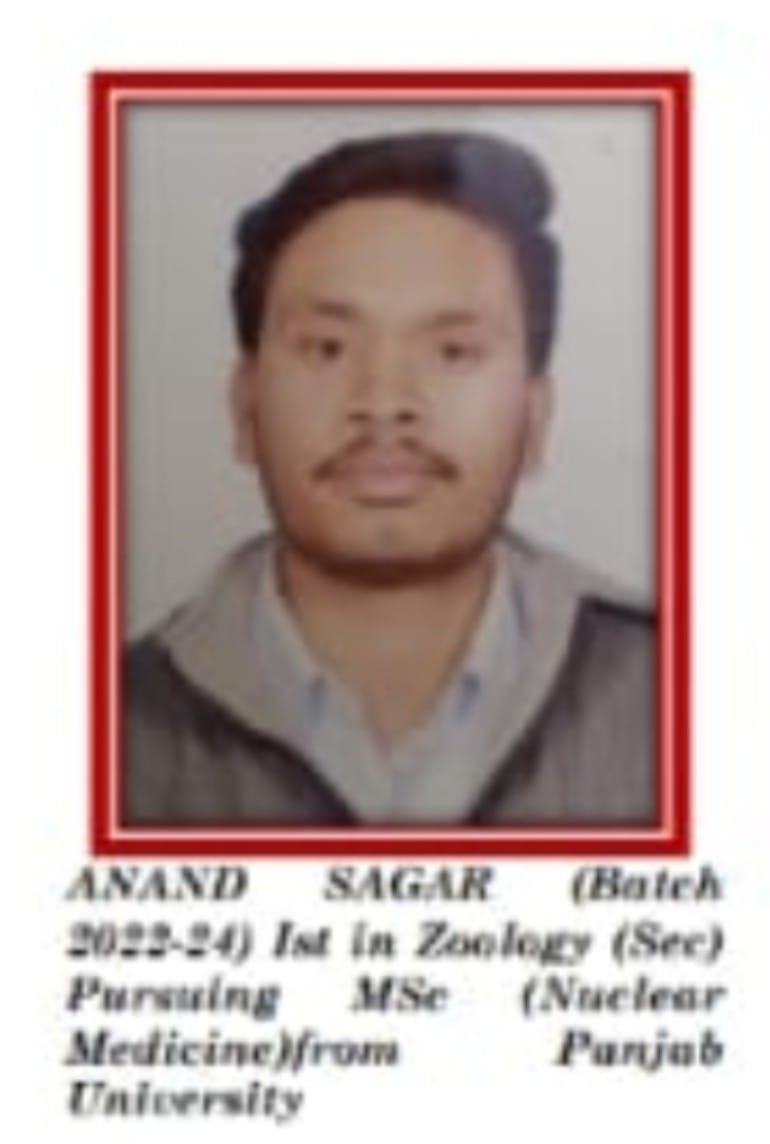 ANAND SAGAR (Batch
2022-24) Ist in Zoology (Sec)
Pursuing MSc (Nuclear
Medicine)from Panjab
University